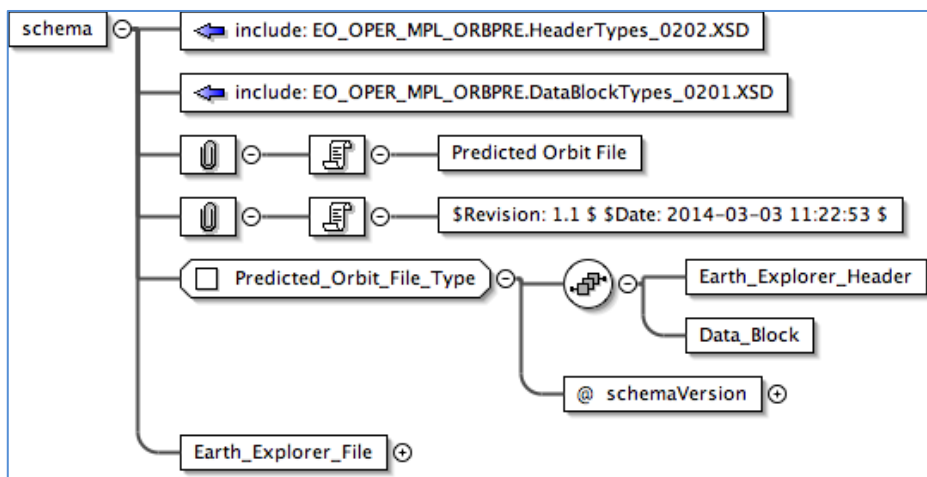 schema
include: EO_OPER_MPL_ORBPRE.HeaderTypes_0202.XSD
include: EO_OPER_MPL_ORBPRE.DataBlockTypes_0201.XSD
Predicted Orbit File
$Revision: 1.1 $ $Date: 2014-03-03 11:22:53 $
Predicted_Orbit_File_Type
Earth_Explorer_Header
Data_Block
@ schemaVersion
Earth_Explorer_File